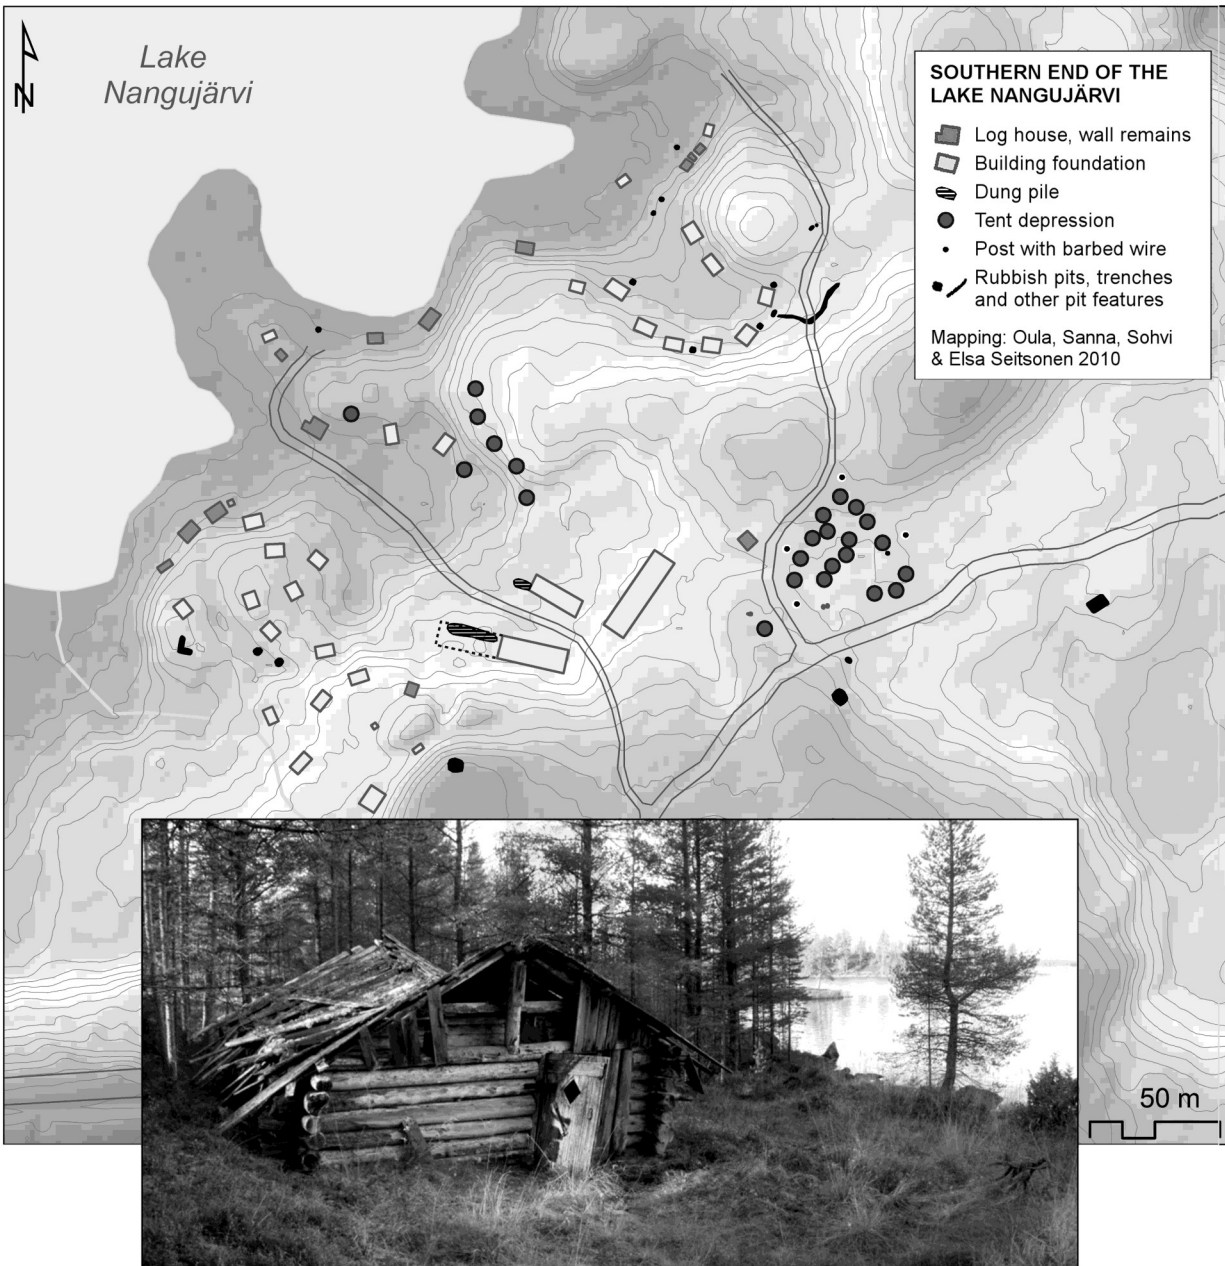 Lake
Nangujärvi
N
SOUTHERN END OF THE
LAKE NANGUJÄRVI
Log house, wall remains
Building foundation
Dung pile
Tent depression
Post with barbed wire
Rubbish pits, trenches
and other pit features
Mapping: Oula, Sanna, Sohvi
& Elsa Seitsonen 2010
50 m